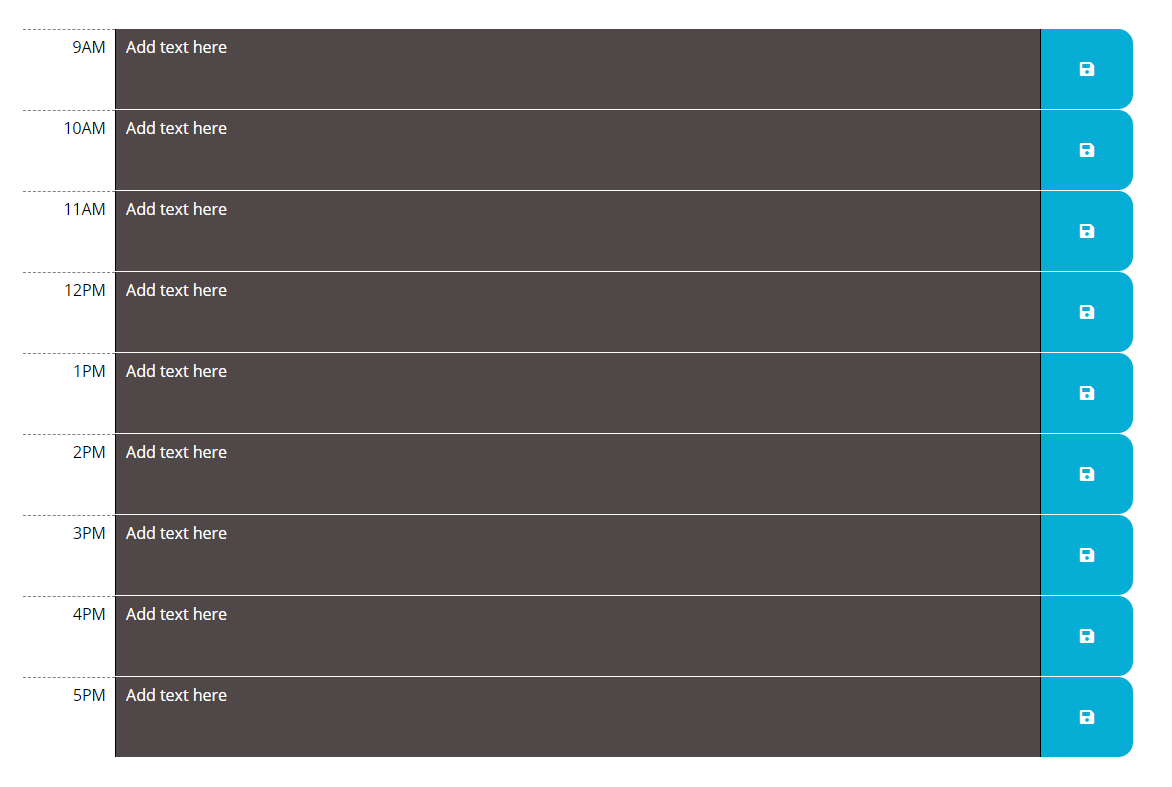 9AM Add text here
10AM Add text here
11AM Add text here
12PM Add text here
1PM Add text here
2PM Add text here
3PM Add text here
4PM Add text here
5PM Add text here